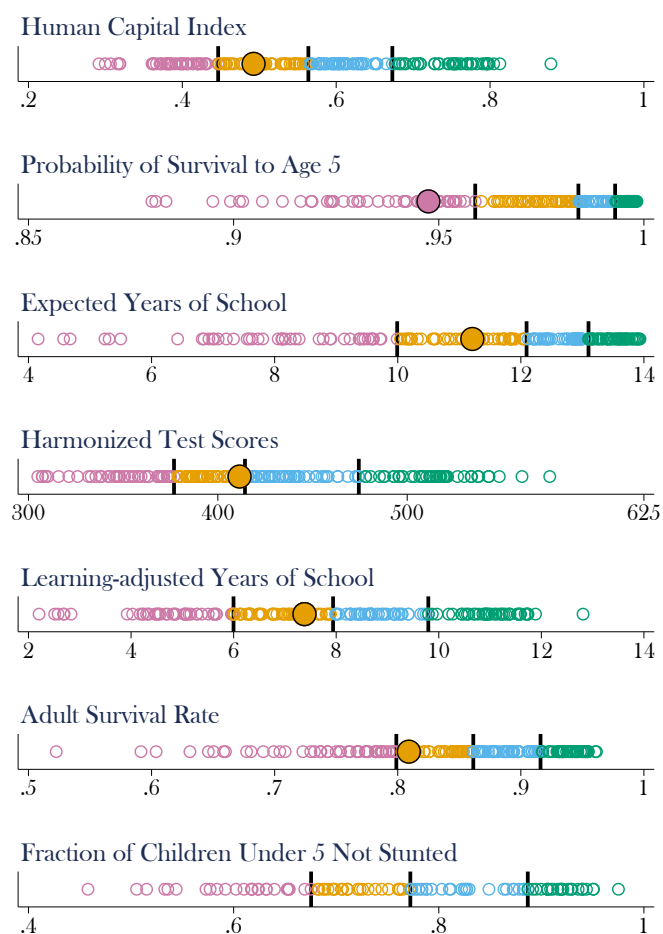 Human Capital Index
.2 .4 .6 .8 1
Probability of Survival to Age 5
.85 .9 .95 1
Expected Years of School
4 6 8 10 12 14
Harmonized Test Scores
300 400 500 625
Learning-adjusted Years of School
2 4 6 8 10 12 14
Adult Survival Rate
.5 .6 .7 .8 .9 1
Fraction of Children Under 5 Not Stunted
.4 .6 .8 1